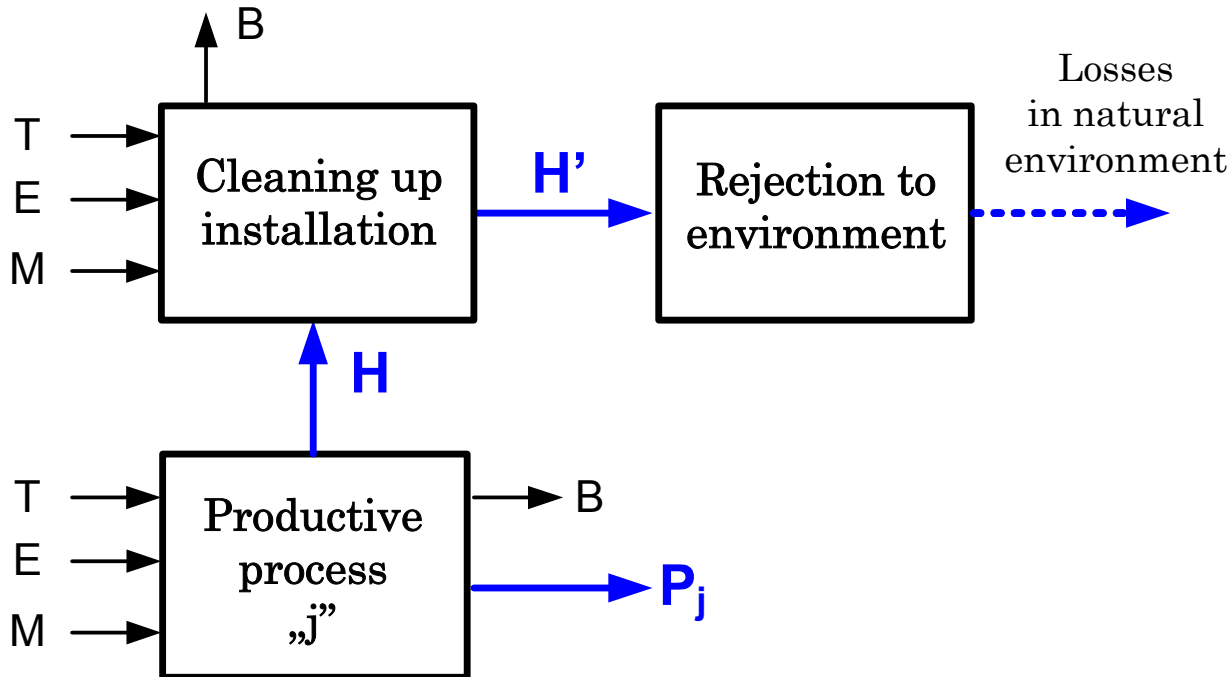 B
Losses
in natural
environment
T
E
M
Cleaning up
installation
H’
Rejection to
environment
H
T
E
M
Productive
process
„j”
B
Pj